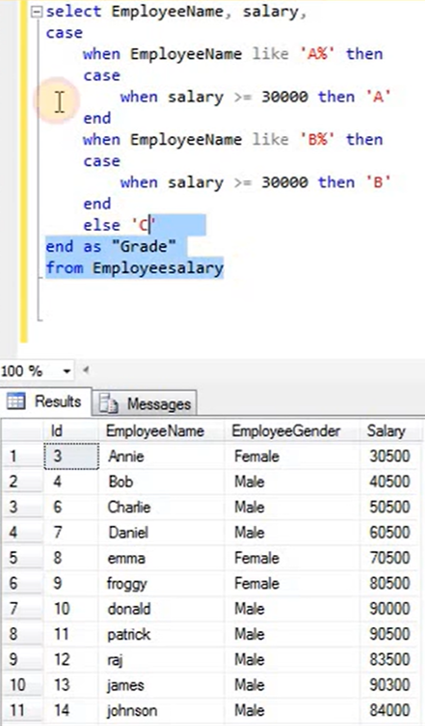 select EmployeeName, salary,
case
when EmployeeName like 'A%' then
case
when salary >= 30000 then 'A'
end
when EmployeeName like 'B%' then
case
when salary >= 30000 then 'B'
end
else 'C'
end as "Grade"
from Employeesalary
100 %
Results Messages
Id EmployeeName EmployeeGender Salary
1 3 Annie Female 30500
2 4 Bob Male 40500
3 6 Charlie Male 50500
4 7 Daniel Male 60500
5 8 emma Female 70500
6 9 froggy Female 80500
7 10 donald Male 90000
8 11 patrick Male 90500
9 12 raj Male 83500
10 13 james Male 90300
11 14 johnson Male 84000